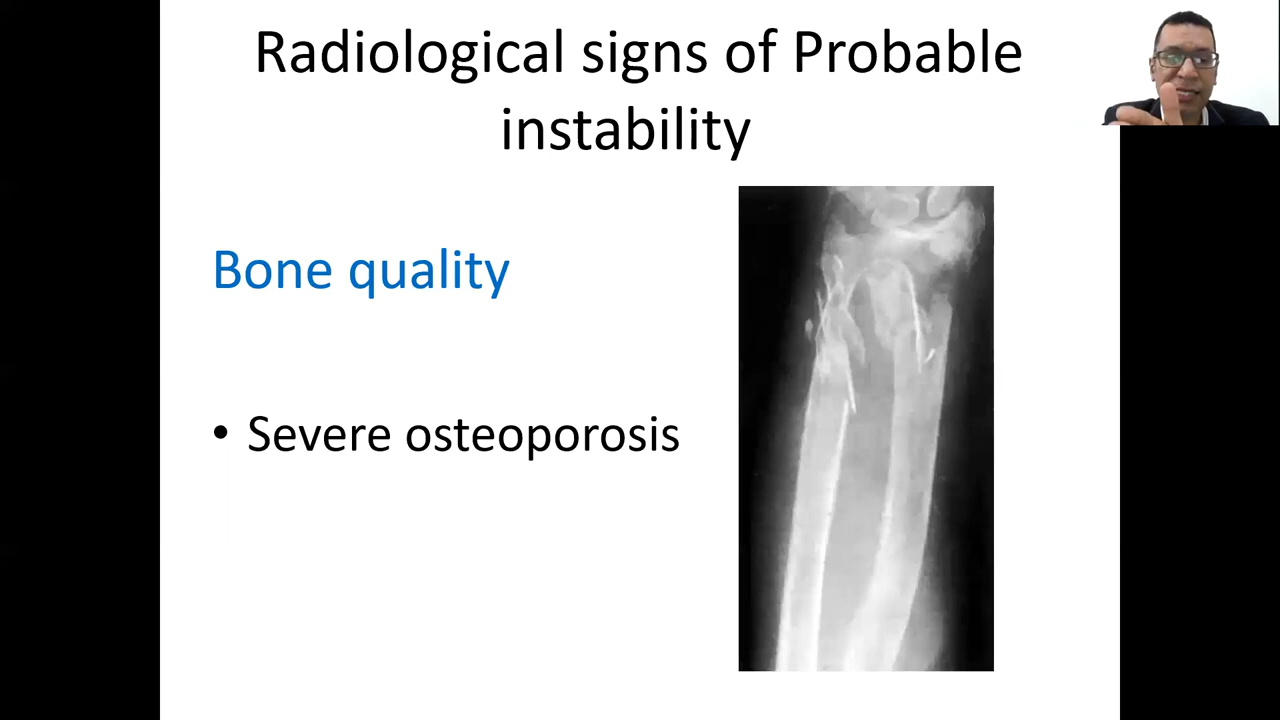 Radiological signs of Probable
instability
Bone quality
• Severe osteoporosis